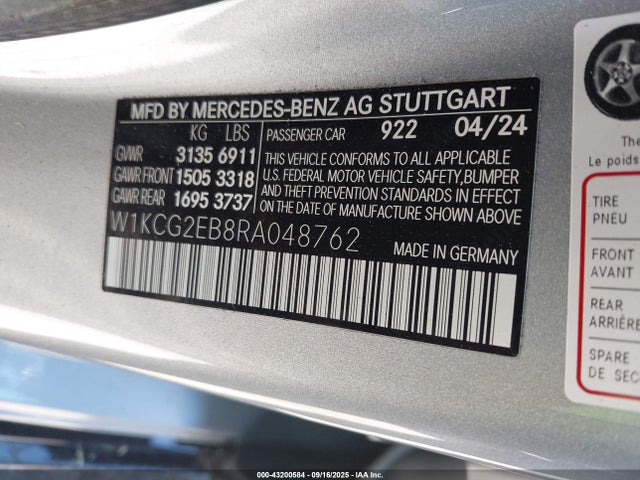 MFD BY MERCEDES-BENZ AG STUTTGART
KG LBS
PASSENGER CAR 922 04/24
GVWR 3135 6911
GAWR FRONT 1505 3318
GAWR REAR 1695 3737
THIS VEHICLE CONFORMS TO ALL APPLICABLE
U.S. FEDERAL MOTOR VEHICLE SAFETY,BUMPER
AND THEFT PREVENTION STANDARDS IN EFFECT
ON THE DATE OF MANUFACTURE SHOWN ABOVE.
W1KCG2EB8RA048762
MADE IN GERMANY
The
Le poids
TIRE
PNEU
FRONT
AVANT
REAR
ARRIÈRE
SPARE
DE SEC
000-43200584 - 09/16/2025 - IAA Inc.